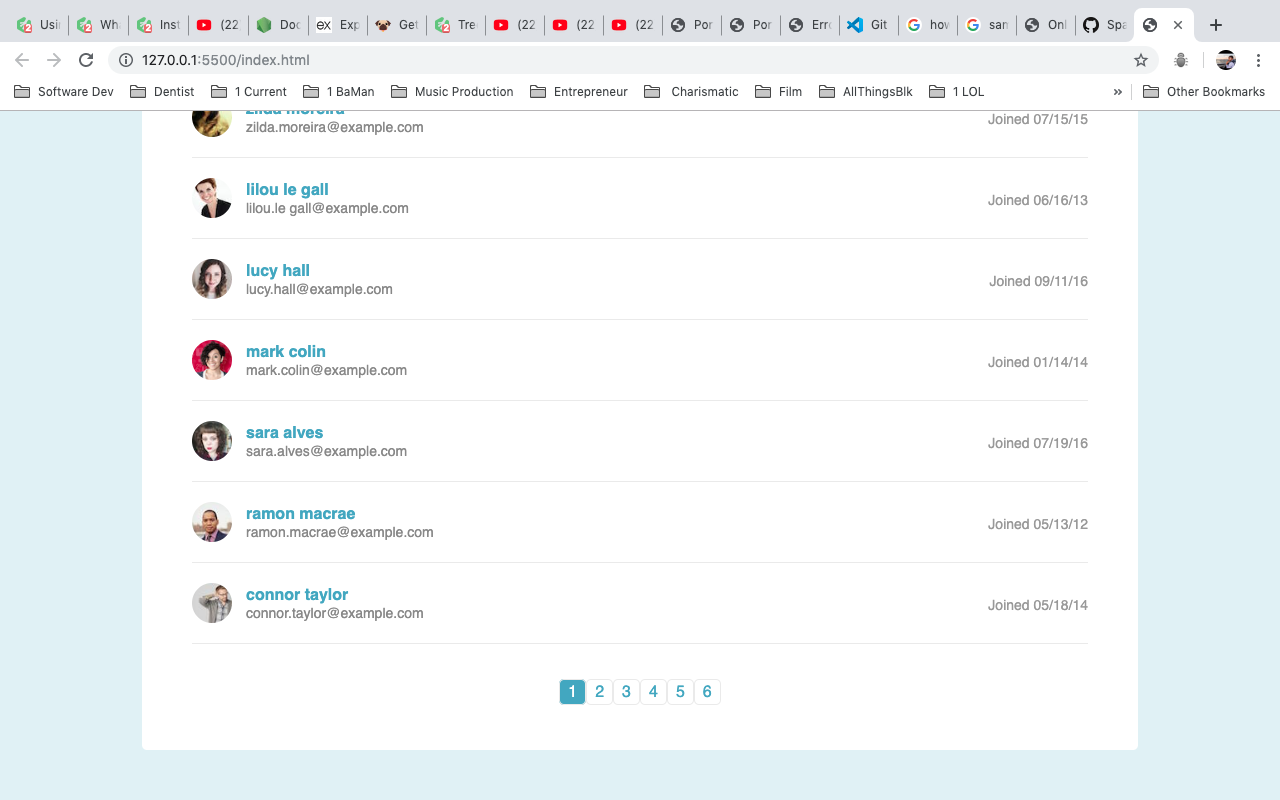 Usin Wha Inst (22 Doc ex Exp Get Tree (22 (22 (22 Por Por Erro Git how sam Onl Spa
127.0.0.1:5500/index.html
Software Dev Dentist 1 Current 1 BaMan Music Production Entrepreneur Charismatic Film AllThingsBlk 1 LOL » Other Bookmarks
zilda moreira
zilda.moreira@example.com
Joined 07/15/15
lilou le gall
lilou.le gall@example.com
Joined 06/16/13
lucy hall
lucy.hall@example.com
Joined 09/11/16
mark colin
mark.colin@example.com
Joined 01/14/14
sara alves
sara.alves@example.com
Joined 07/19/16
ramon macrae
ramon.macrae@example.com
Joined 05/13/12
connor taylor
connor.taylor@example.com
Joined 05/18/14
1 2 3 4 5 6